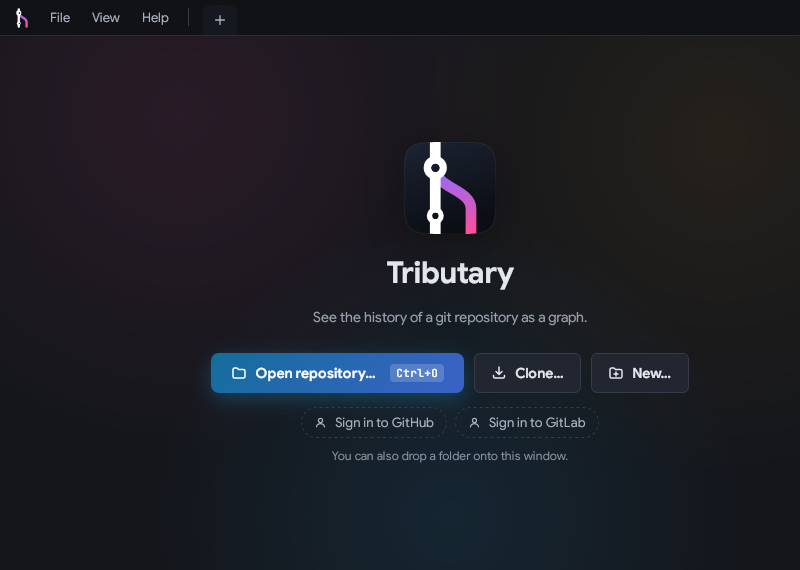 File View Help +
Tributary
See the history of a git repository as a graph.
Open repository... Ctrl+O Clone... New...
Sign in to GitHub Sign in to GitLab
You can also drop a folder onto this window.